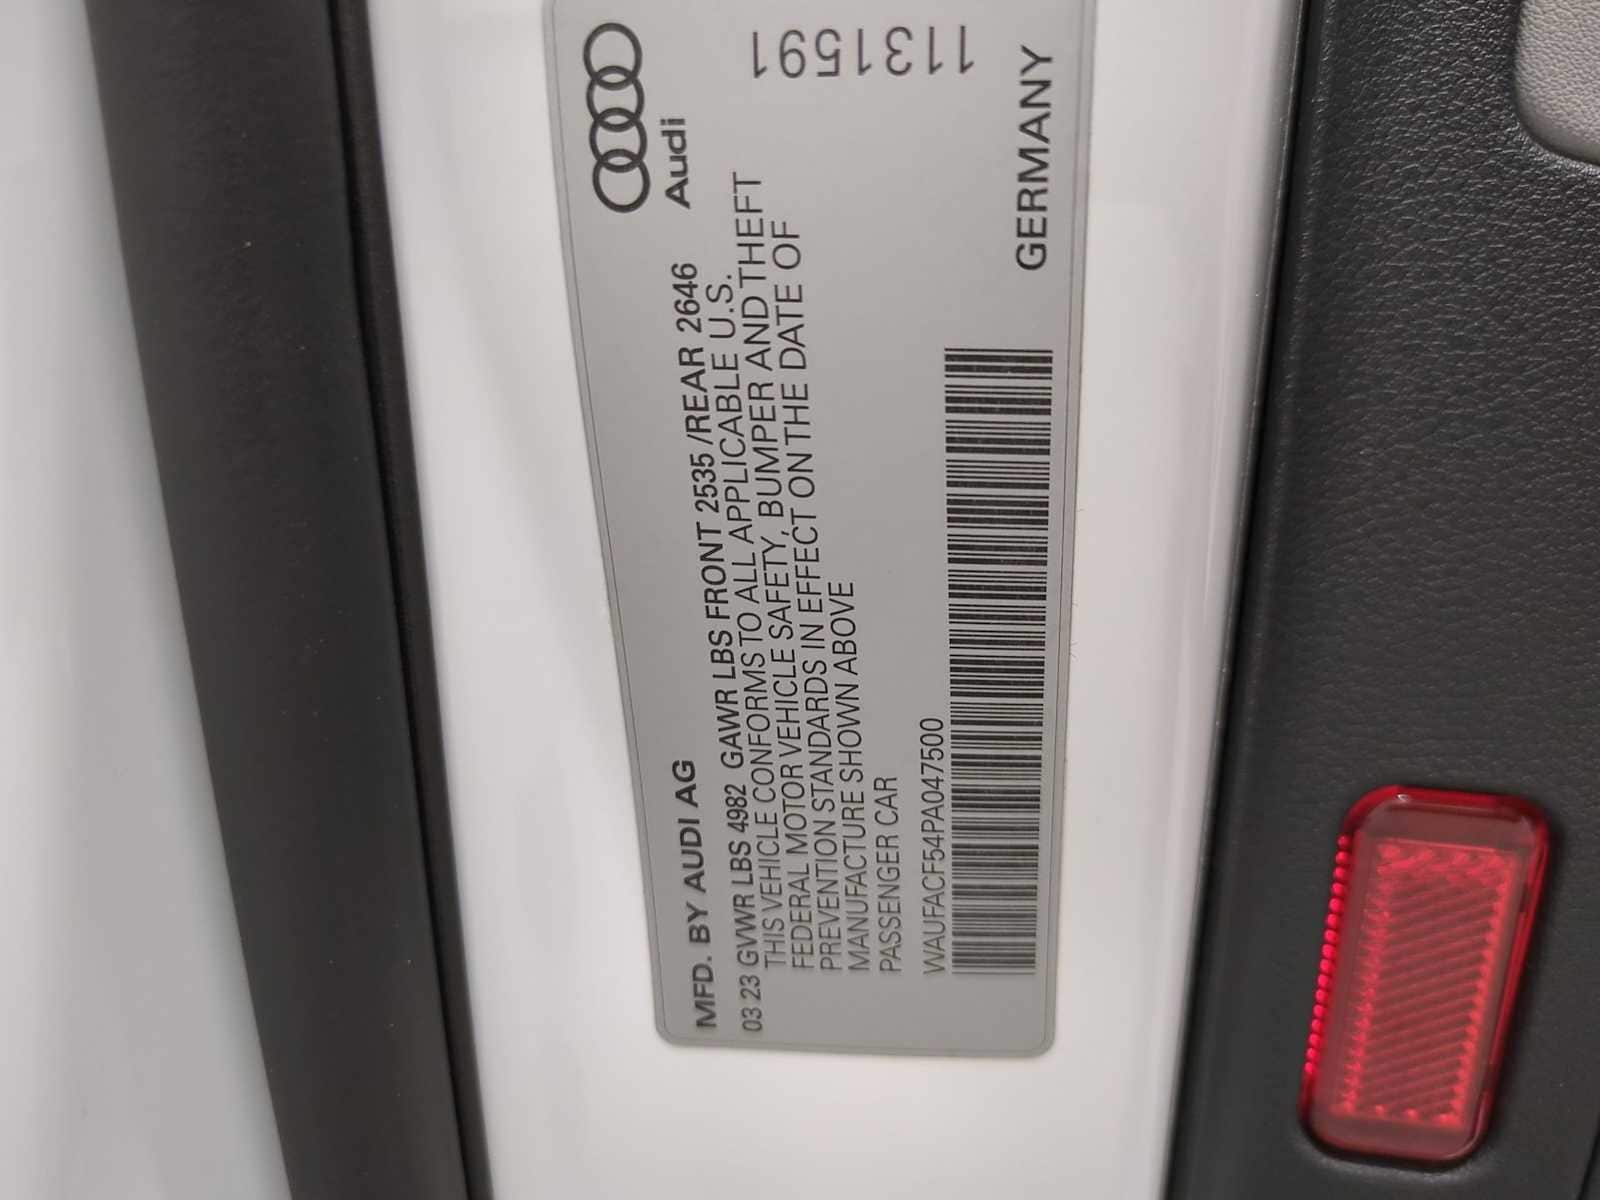 MFD. BY AUDI AG
Audi
03 23 GVWR LBS 4982 GAWR LBS FRONT 2535 /REAR 2646
THIS VEHICLE CONFORMS TO ALL APPLICABLE U.S.
FEDERAL MOTOR VEHICLE SAFETY, BUMPER AND THEFT
PREVENTION STANDARDS IN EFFECT ON THE DATE OF
MANUFACTURE SHOWN ABOVE
PASSENGER CAR
1131591
WAUFACF54PA047500
GERMANY